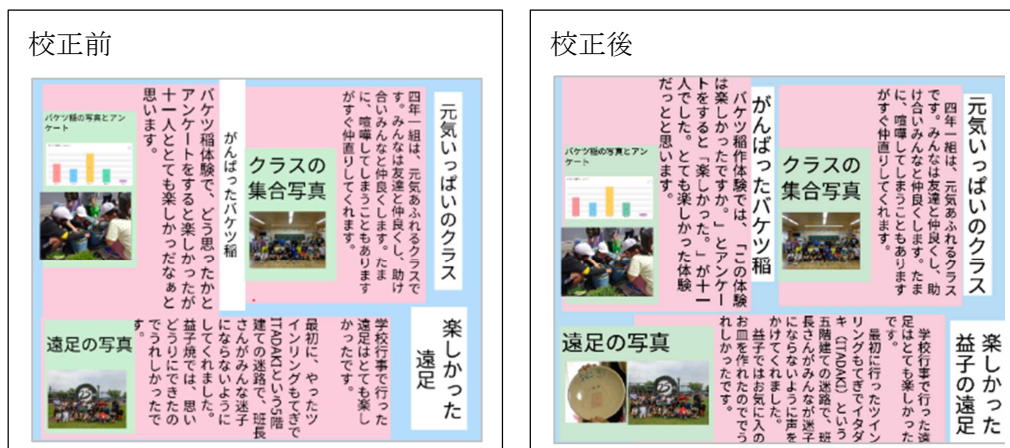 校正前
元気いっぱいのクラス
四年一組は、元気あふれるクラスで
す。みんなは友達と仲良くし、助け
合いみんなと仲良くします。たま
に、喧嘩してしまうこともあります
がすぐ仲直りしてくれます。
クラスの
集合写真
がんばったバケツ稲
バケツ稲体験で、どう思ったかと
アンケートをすると楽しかったが
十一人ととても楽しかっだなぁと
思います。
バケツ稲の写真とアン
ケート
楽しかった
遠足
学校行事で行った
遠足はとても楽し
かったです。
最初に、やったツ
インリングもてぎで
ITADAKIという5階
建ての迷路で、班長
さんがみんな迷子
にならないように
してくれました。
益子焼では、思い
どうりにできたの
でうれしかったで
す。
遠足の写真
校正後
元気いっぱいのクラス
四年一組は、元気あふれるクラス
です。みんなは友達と仲良くし、助
け合いみんなと仲良くします。たま
に、喧嘩してしまうこともあります
がすぐ仲直りしてくれます。
クラスの
集合写真
がんばったバケツ稲
バケツ稲作体験では、「この体験
は楽しかったですか。」とアンケー
トをすると「楽しかった。」が十一
人でした。とても楽しかった体験
だっとと思います。
バケツ稲の写真とアン
ケート
楽しかった
益子の遠足
学校行事で行った遠
足はとても楽しかった
です。
最初に行ったツイン
リングもてぎでイタダ
キ（ITADAKI）という
五階建ての迷路で、班
長さんがみんなが迷子
にならないように声を
かけてくれました。
益子ではお気に入の
お皿を作れたのででう
れしかったです。
遠足の写真